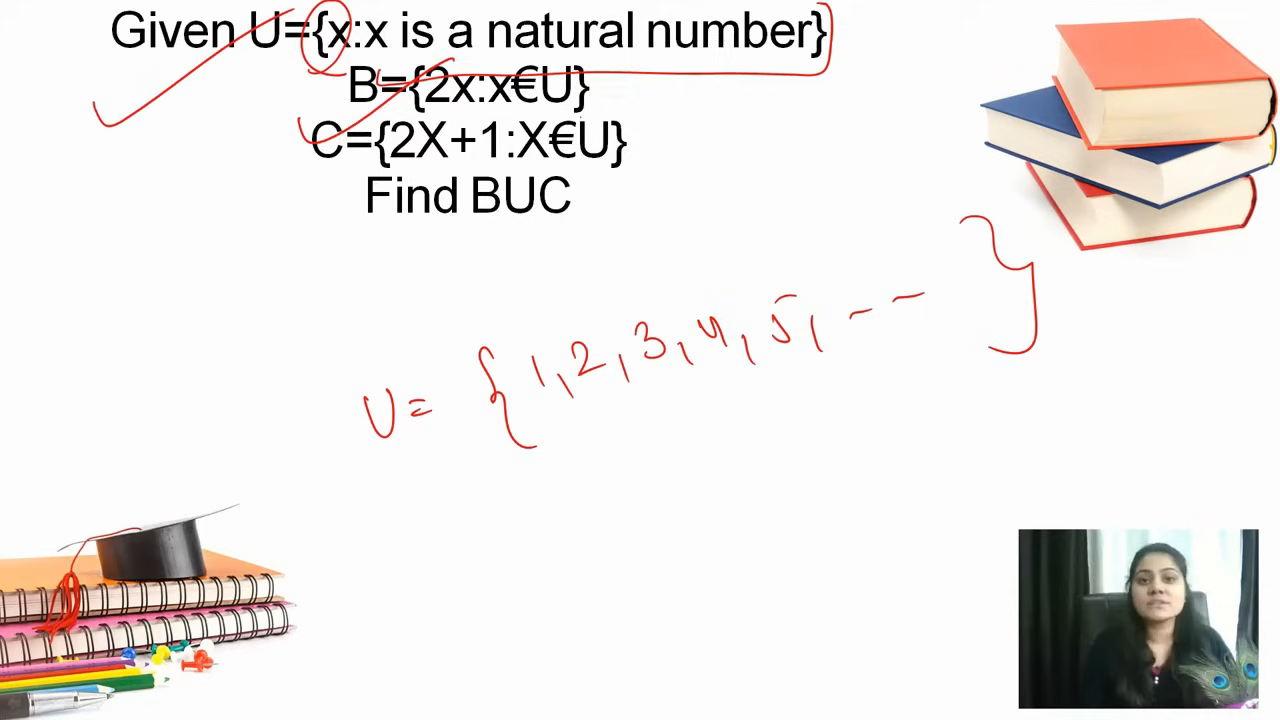 Given U={x:x is a natural number}
B={2x:x€U}
C={2X+1:X€U}
Find BUC
U= {1,2,3,4,5,-- }